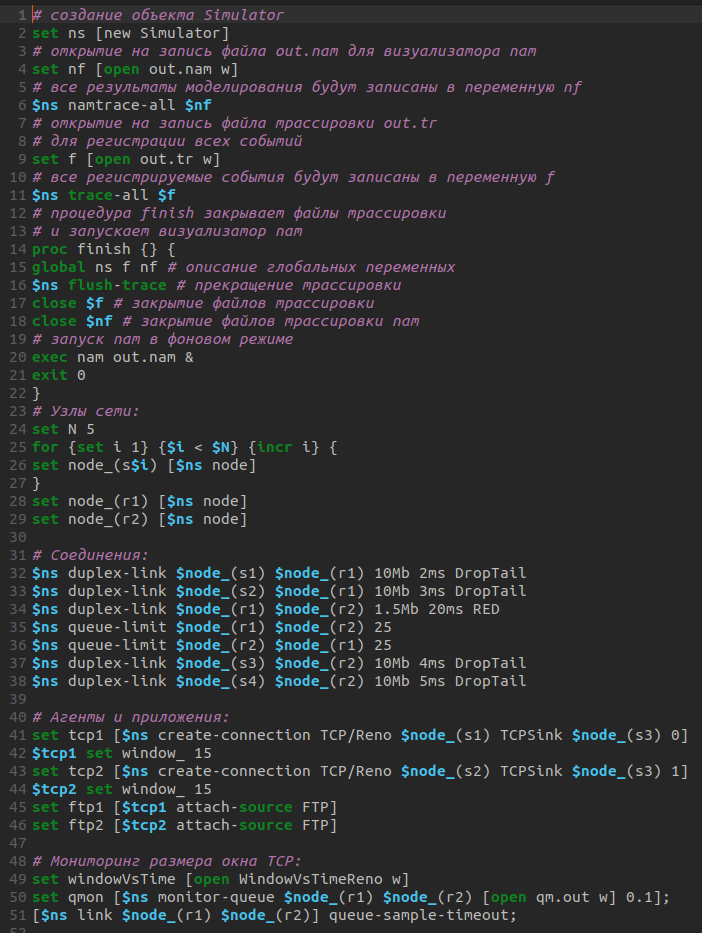 1 # создание объекта Simulator
2 set ns [new Simulator]
3 # открытие на запись файла out.nam для визуализатора nam
4 set nf [open out.nam w]
5 # все результаты моделирования будут записаны в переменную nf
6 $ns namtrace-all $nf
7 # открытие на запись файла трассировки out.tr
8 # для регистрации всех событий
9 set f [open out.tr w]
10 # все регистрируемые события будут записаны в переменную f
11 $ns trace-all $f
12 # процедура finish закрывает файлы трассировки
13 # и запускает визуализатор nam
14 proc finish {} {
15 global ns f nf # описание глобальных переменных
16 $ns flush-trace # прекращение трассировки
17 close $f # закрытие файлов трассировки
18 close $nf # закрытие файлов трассировки nam
19 # запуск nam в фоновом режиме
20 exec nam out.nam &
21 exit 0
22 }
23 # Узлы сети:
24 set N 5
25 for {set i 1} {$i < $N} {incr i} {
26 set node_(s$i) [$ns node]
27 }
28 set node_(r1) [$ns node]
29 set node_(r2) [$ns node]
30
31 # Соединения:
32 $ns duplex-link $node_(s1) $node_(r1) 10Mb 2ms DropTail
33 $ns duplex-link $node_(s2) $node_(r1) 10Mb 3ms DropTail
34 $ns duplex-link $node_(r1) $node_(r2) 1.5Mb 20ms RED
35 $ns queue-limit $node_(r1) $node_(r2) 25
36 $ns queue-limit $node_(r2) $node_(r1) 25
37 $ns duplex-link $node_(s3) $node_(r2) 10Mb 4ms DropTail
38 $ns duplex-link $node_(s4) $node_(r2) 10Mb 5ms DropTail
39
40 # Агенты и приложения:
41 set tcp1 [$ns create-connection TCP/Reno $node_(s1) TCPSink $node_(s3) 0]
42 $tcp1 set window_ 15
43 set tcp2 [$ns create-connection TCP/Reno $node_(s2) TCPSink $node_(s3) 1]
44 $tcp2 set window_ 15
45 set ftp1 [$tcp1 attach-source FTP]
46 set ftp2 [$tcp2 attach-source FTP]
47
48 # Мониторинг размера окна TCP:
49 set windowVsTime [open WindowVsTimeReno w]
50 set qmon [$ns monitor-queue $node_(r1) $node_(r2) [open qm.out w] 0.1];
51 [$ns link $node_(r1) $node_(r2)] queue-sample-timeout;